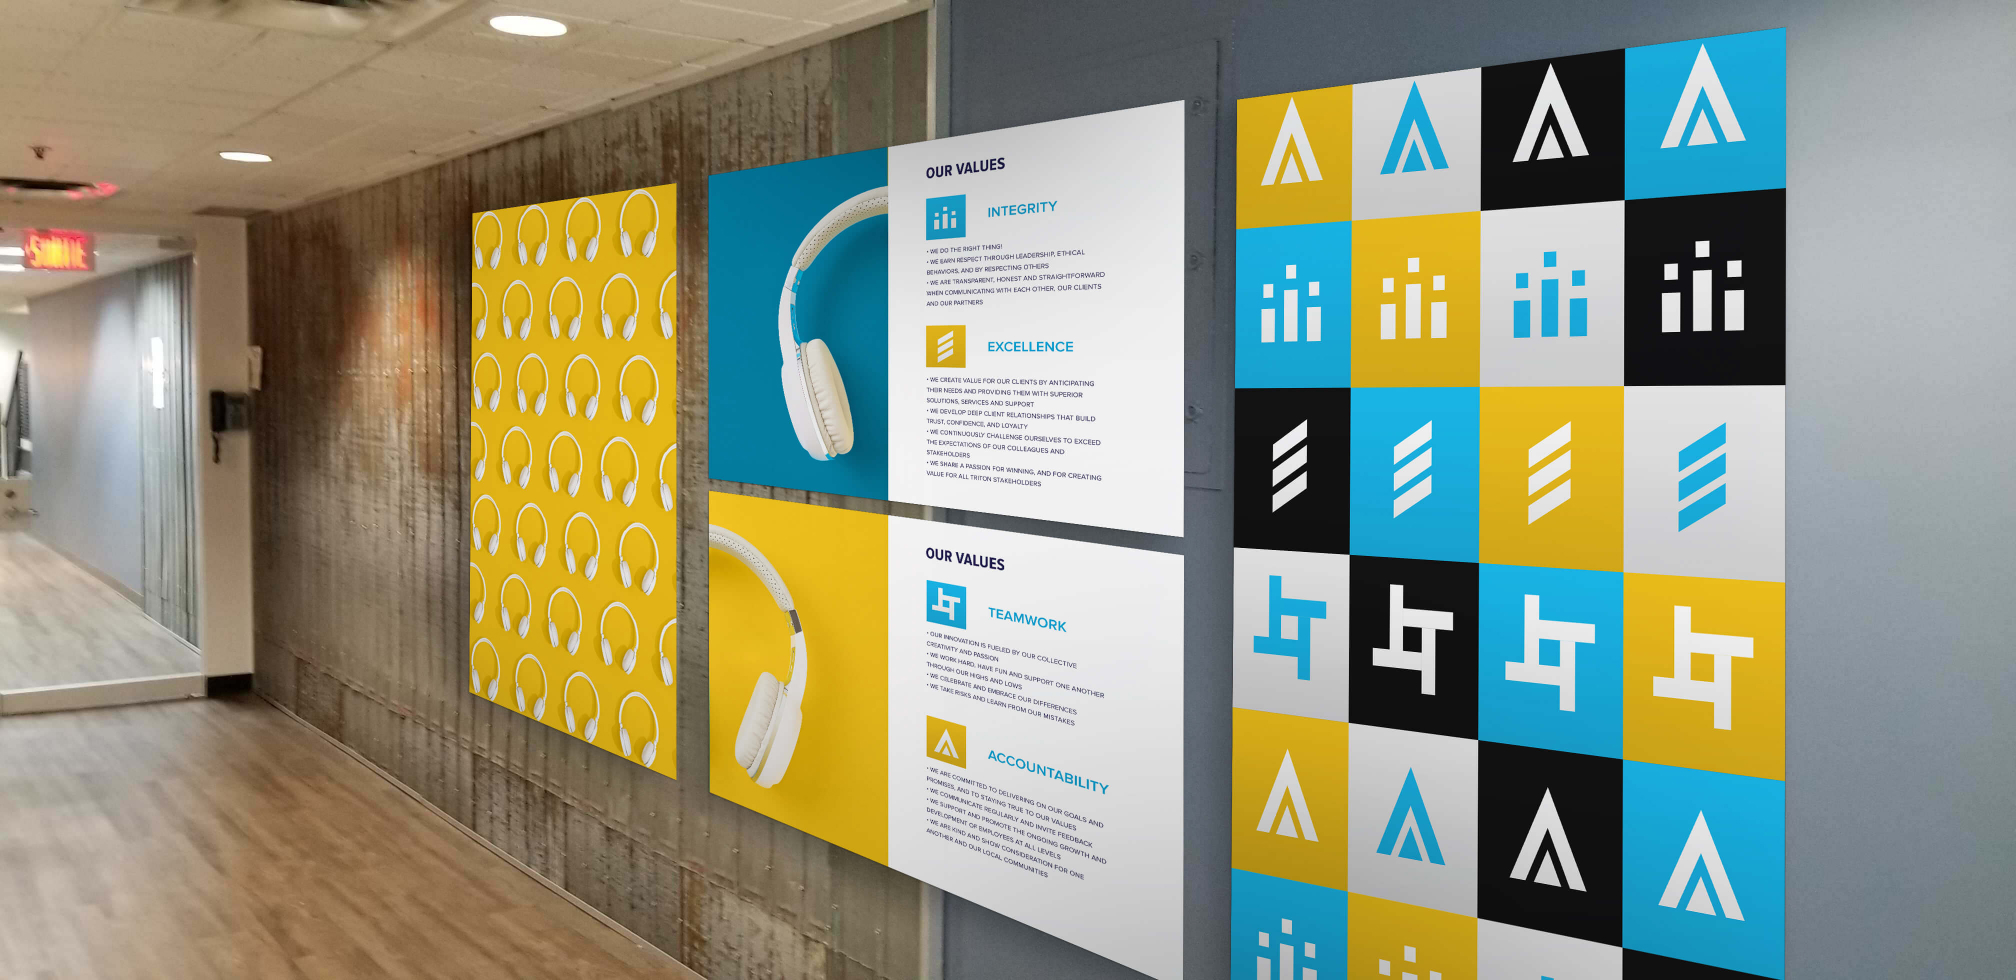 SORTIE
OUR VALUES
INTEGRITY
• WE DO THE RIGHT THING!
• WE EARN RESPECT THROUGH LEADERSHIP, ETHICAL
BEHAVIORS, AND BY RESPECTING OTHERS
• WE ARE TRANSPARENT, HONEST AND STRAIGHTFORWARD
WHEN COMMUNICATING WITH EACH OTHER, OUR CLIENTS
AND OUR PARTNERS
EXCELLENCE
• WE CREATE VALUE FOR OUR CLIENTS BY ANTICIPATING
THEIR NEEDS AND PROVIDING THEM WITH SUPERIOR
SOLUTIONS, SERVICES AND SUPPORT
• WE DEVELOP DEEP CLIENT RELATIONSHIPS THAT BUILD
TRUST, CONFIDENCE, AND LOYALTY
• WE CONTINUOUSLY CHALLENGE OURSELVES TO EXCEED
THE EXPECTATIONS OF OUR COLLEAGUES AND
STAKEHOLDERS
• WE SHARE A PASSION FOR WINNING, AND FOR CREATING
VALUE FOR ALL TRITON STAKEHOLDERS
OUR VALUES
TEAMWORK
• OUR INNOVATION IS FUELED BY OUR COLLECTIVE
CREATIVITY AND PASSION
• WE WORK HARD, HAVE FUN AND SUPPORT ONE ANOTHER
THROUGH OUR HIGHS AND LOWS
• WE CELEBRATE AND EMBRACE OUR DIFFERENCES
• WE TAKE RISKS AND LEARN FROM OUR MISTAKES
ACCOUNTABILITY
• WE ARE COMMITTED TO DELIVERING ON OUR GOALS AND
PROMISES, AND TO STAYING TRUE TO OUR VALUES
• WE COMMUNICATE REGULARLY AND INVITE FEEDBACK
• WE SUPPORT AND PROMOTE THE ONGOING GROWTH AND
DEVELOPMENT OF EMPLOYEES AT ALL LEVELS
• WE ARE KIND AND SHOW CONSIDERATION FOR ONE
ANOTHER AND OUR LOCAL COMMUNITIES